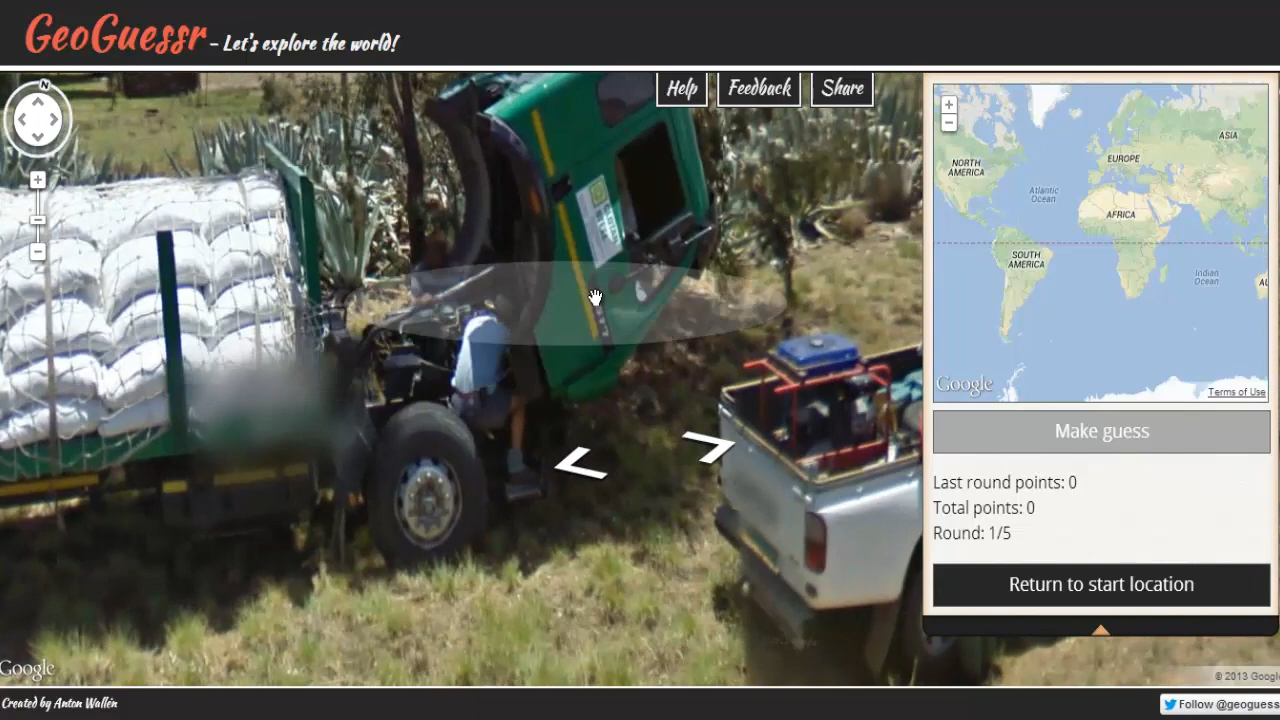 GeoGuessr - Let's explore the world!
Help
Feedback
Share
N
+
-
+
-
NORTH AMERICA
Atlantic Ocean
EUROPE
ASIA
AFRICA
SOUTH AMERICA
Indian Ocean
AU
Google
Terms of Use
Make guess
Last round points: 0
Total points: 0
Round: 1/5
Return to start location
Google
© 2013 Googl
Created by Anton Wallén
Follow @geoguess